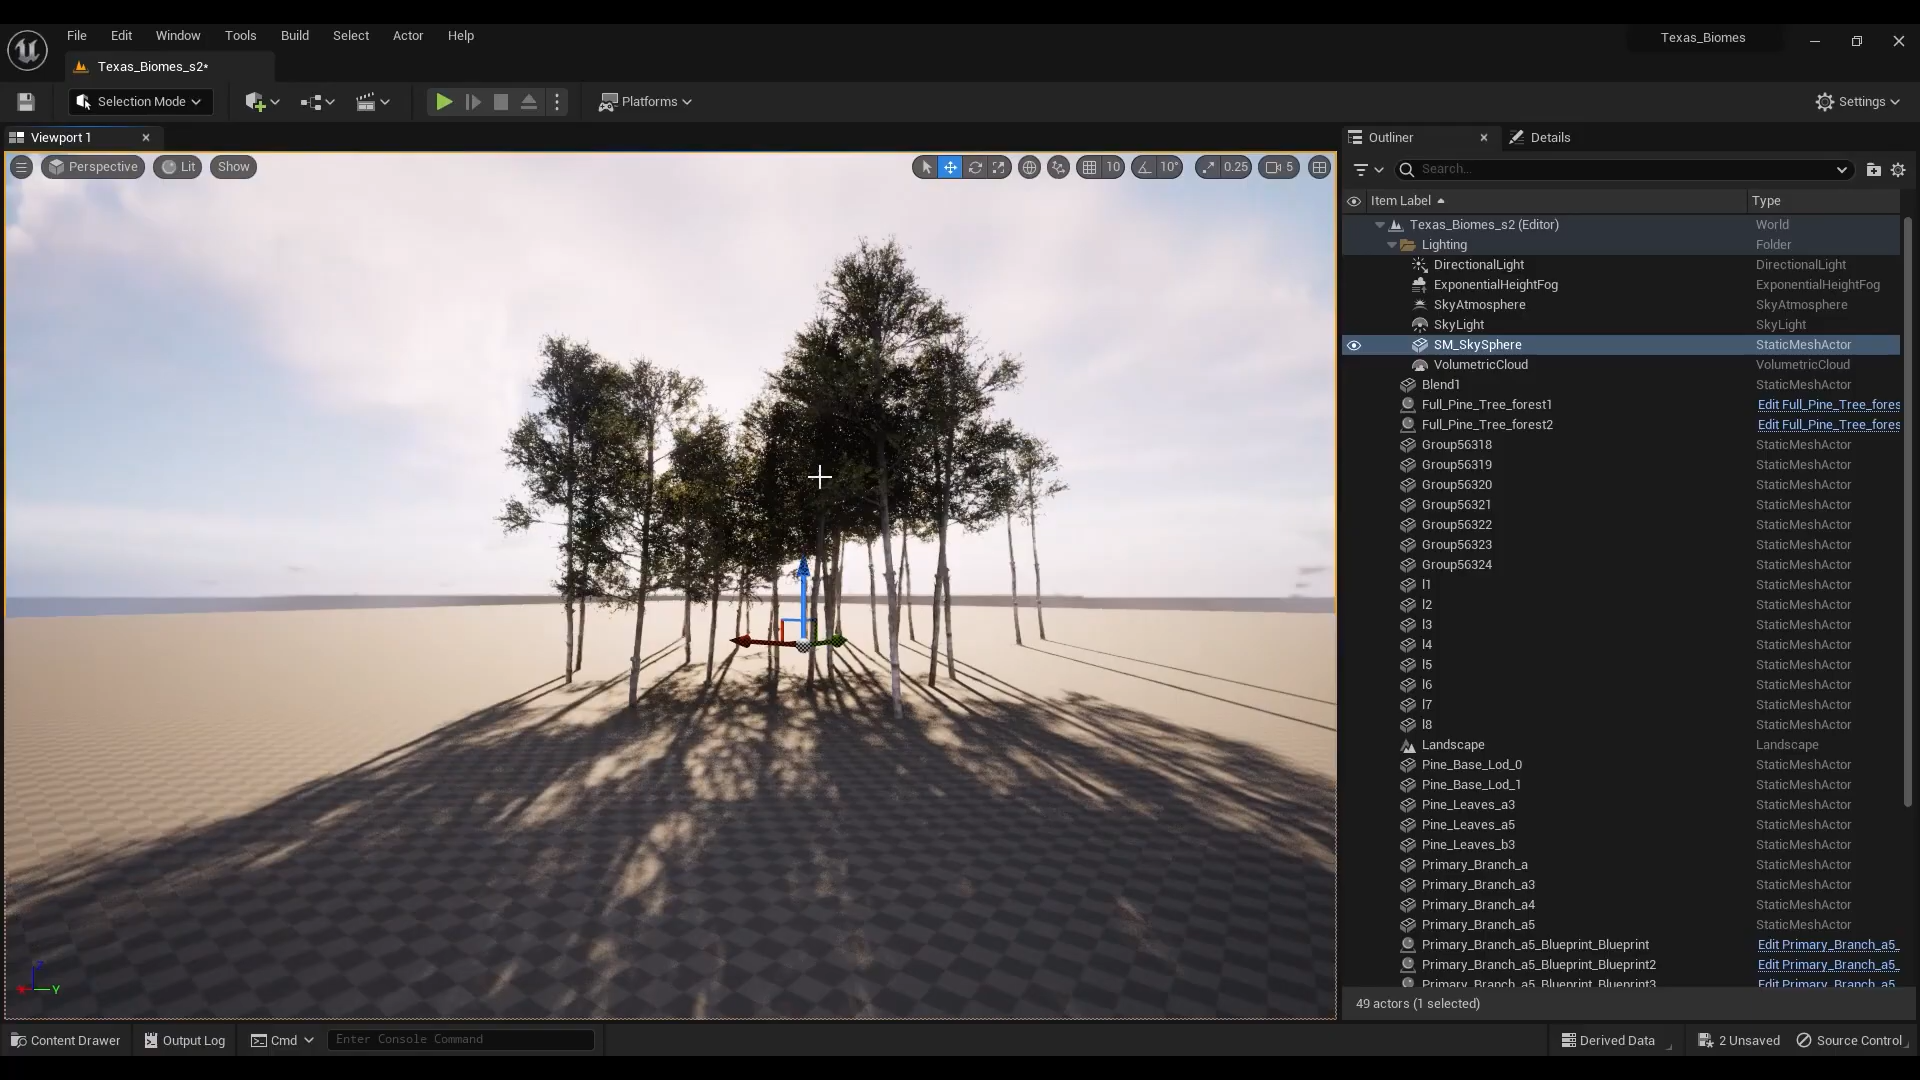 File Edit Window Tools Build Select Actor Help
Texas_Biomes
Texas_Biomes_s2*
Selection Mode
Platforms
Settings
Viewport 1
Outliner
Details
Perspective
Lit
Show
10
10°
0.25
5
Search...
Item Label
Type
Texas_Biomes_s2 (Editor) World
Lighting Folder
DirectionalLight DirectionalLight
ExponentialHeightFog ExponentialHeightFog
SkyAtmosphere SkyAtmosphere
SkyLight SkyLight
SM_SkySphere StaticMeshActor
VolumetricCloud VolumetricCloud
Blend1 StaticMeshActor
Full_Pine_Tree_forest1 Edit Full_Pine_Tree_fores
Full_Pine_Tree_forest2 Edit Full_Pine_Tree_fores
Group56318 StaticMeshActor
Group56319 StaticMeshActor
Group56320 StaticMeshActor
Group56321 StaticMeshActor
Group56322 StaticMeshActor
Group56323 StaticMeshActor
Group56324 StaticMeshActor
l1 StaticMeshActor
l2 StaticMeshActor
l3 StaticMeshActor
l4 StaticMeshActor
l5 StaticMeshActor
l6 StaticMeshActor
l7 StaticMeshActor
l8 StaticMeshActor
Landscape Landscape
Pine_Base_Lod_0 StaticMeshActor
Pine_Base_Lod_1 StaticMeshActor
Pine_Leaves_a3 StaticMeshActor
Pine_Leaves_a5 StaticMeshActor
Pine_Leaves_b3 StaticMeshActor
Primary_Branch_a StaticMeshActor
Primary_Branch_a3 StaticMeshActor
Primary_Branch_a4 StaticMeshActor
Primary_Branch_a5 StaticMeshActor
Primary_Branch_a5_Blueprint_Blueprint Edit Primary_Branch_a5_
Primary_Branch_a5_Blueprint_Blueprint2 Edit Primary_Branch_a5_
Primary_Branch_a5_Blueprint_Blueprint3 Edit Primary_Branch_a5_
Z
Y
49 actors (1 selected)
Content Drawer
Output Log
Cmd
Enter Console Command
Derived Data
2 Unsaved
Source Control